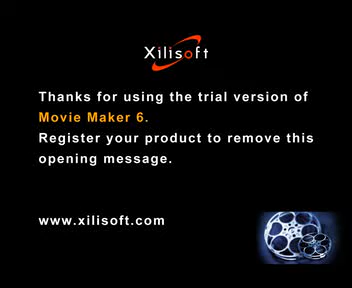 Xilisoft
Thanks for using the trial version of
Movie Maker 6.
Register your product to remove this
opening message.
www.xilisoft.com